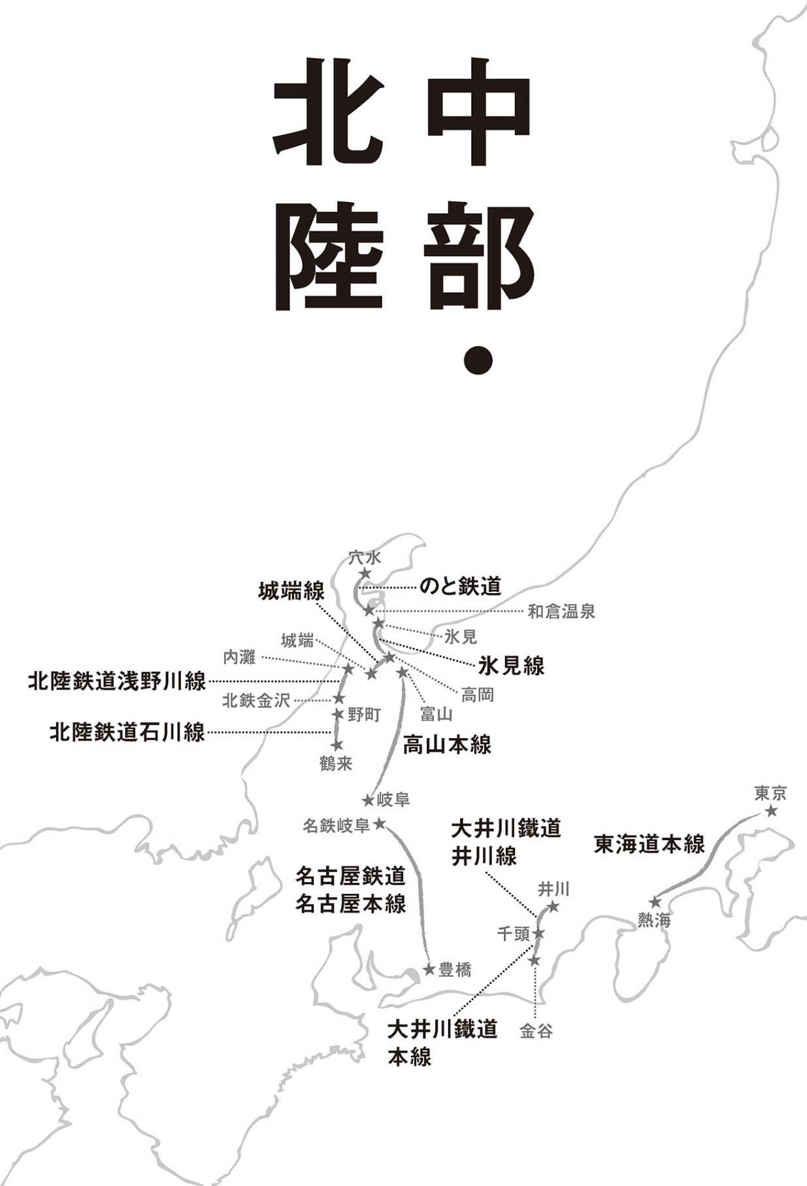 中部・
北陸
穴水
城端線
のと鉄道
和倉温泉
城端
氷見
内灘
氷見線
北陸鉄道浅野川線
高岡
北鉄金沢
野町
富山
北陸鉄道石川線
高山本線
鶴来
岐阜
東京
名鉄岐阜
大井川鐵道
井川線
東海道本線
名古屋鉄道
名古屋本線
井川
熱海
千頭
豊橋
大井川鐵道
本線
金谷